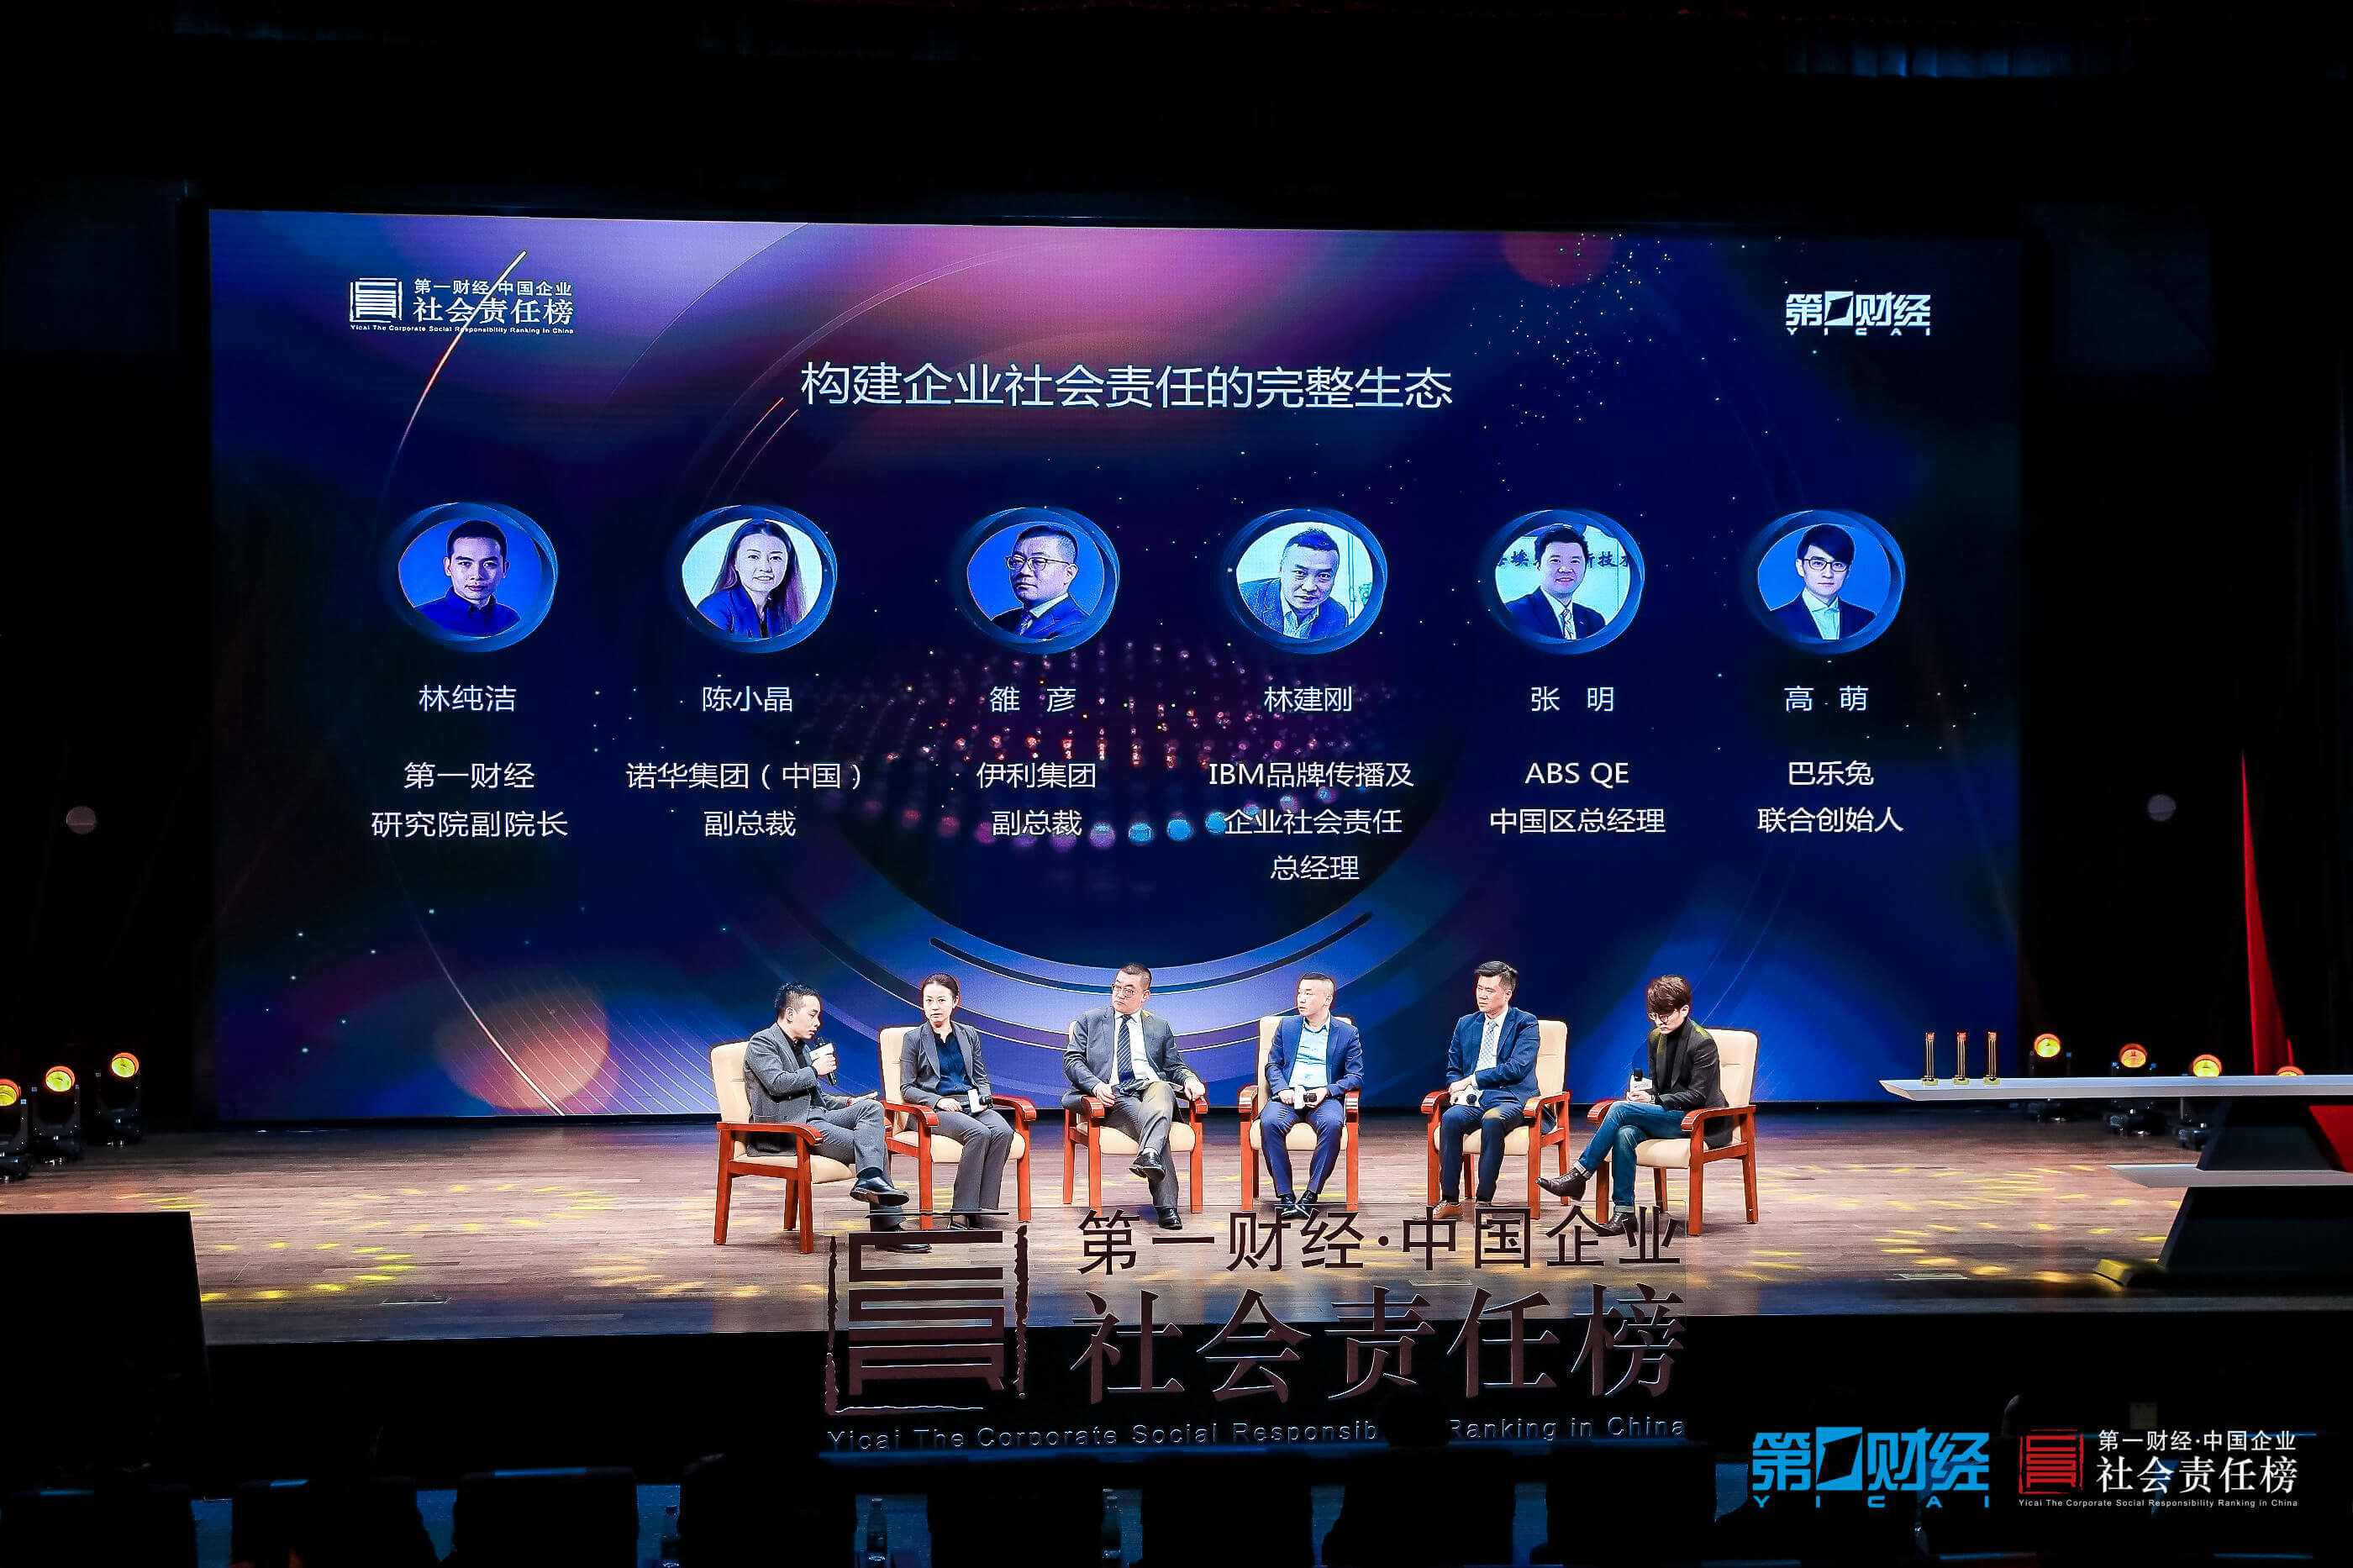 第一财经·中国企业
社会责任榜
Yicai The Corporate Social Responsibility Ranking in China
第一财经
YICAI
构建企业社会责任的完整生态
林纯洁
第一财经
研究院副院长
陈小晶
诺华集团（中国）
副总裁
雒 彦
伊利集团
副总裁
林建刚
IBM品牌传播及
企业社会责任
总经理
张 明
ABS QE
中国区总经理
高 萌
巴乐兔
联合创始人
第一财经·中国企业
社会责任榜
Yicai The Corporate Social Responsib Ranking in China
第一财经
YICAI
第一财经·中国企业
社会责任榜
Yicai The Corporate Social Responsibility Ranking in China